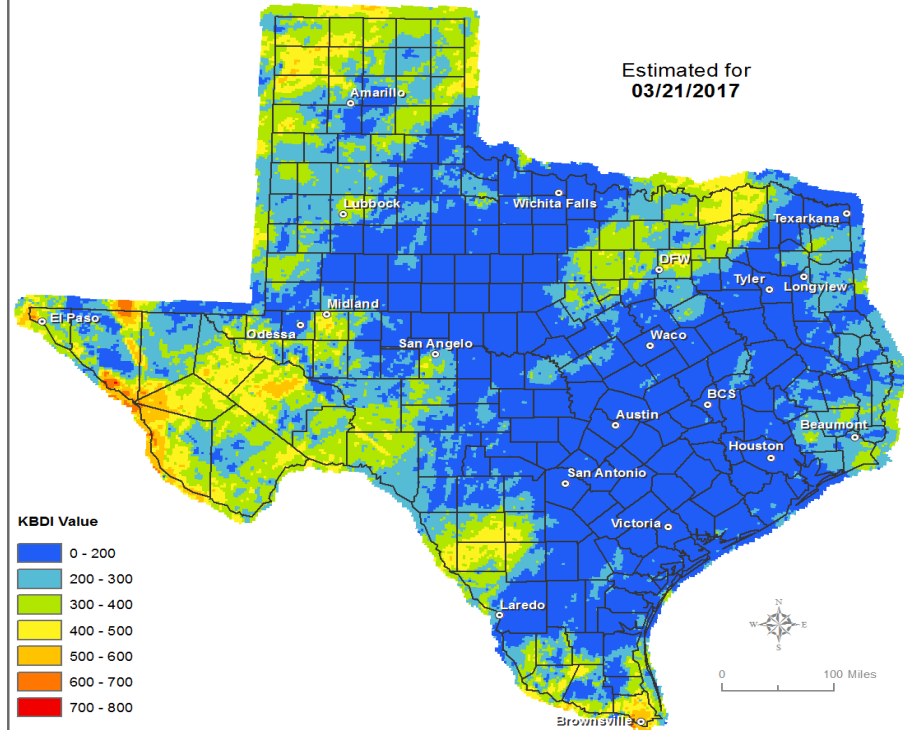 Estimated for
03/21/2017
Amarillo
Wichita Falls
Lubbock
Texarkana
DFW
Tyler
Longview
Midland
El Paso
Odessa
Waco
San Angelo
BCS
Austin
Beaumont
Houston
San Antonio
Victoria
Laredo
Brownsville
KBDI Value
0 - 200
200 - 300
300 - 400
400 - 500
500 - 600
600 - 700
700 - 800
N
W E
S
0 100 Miles